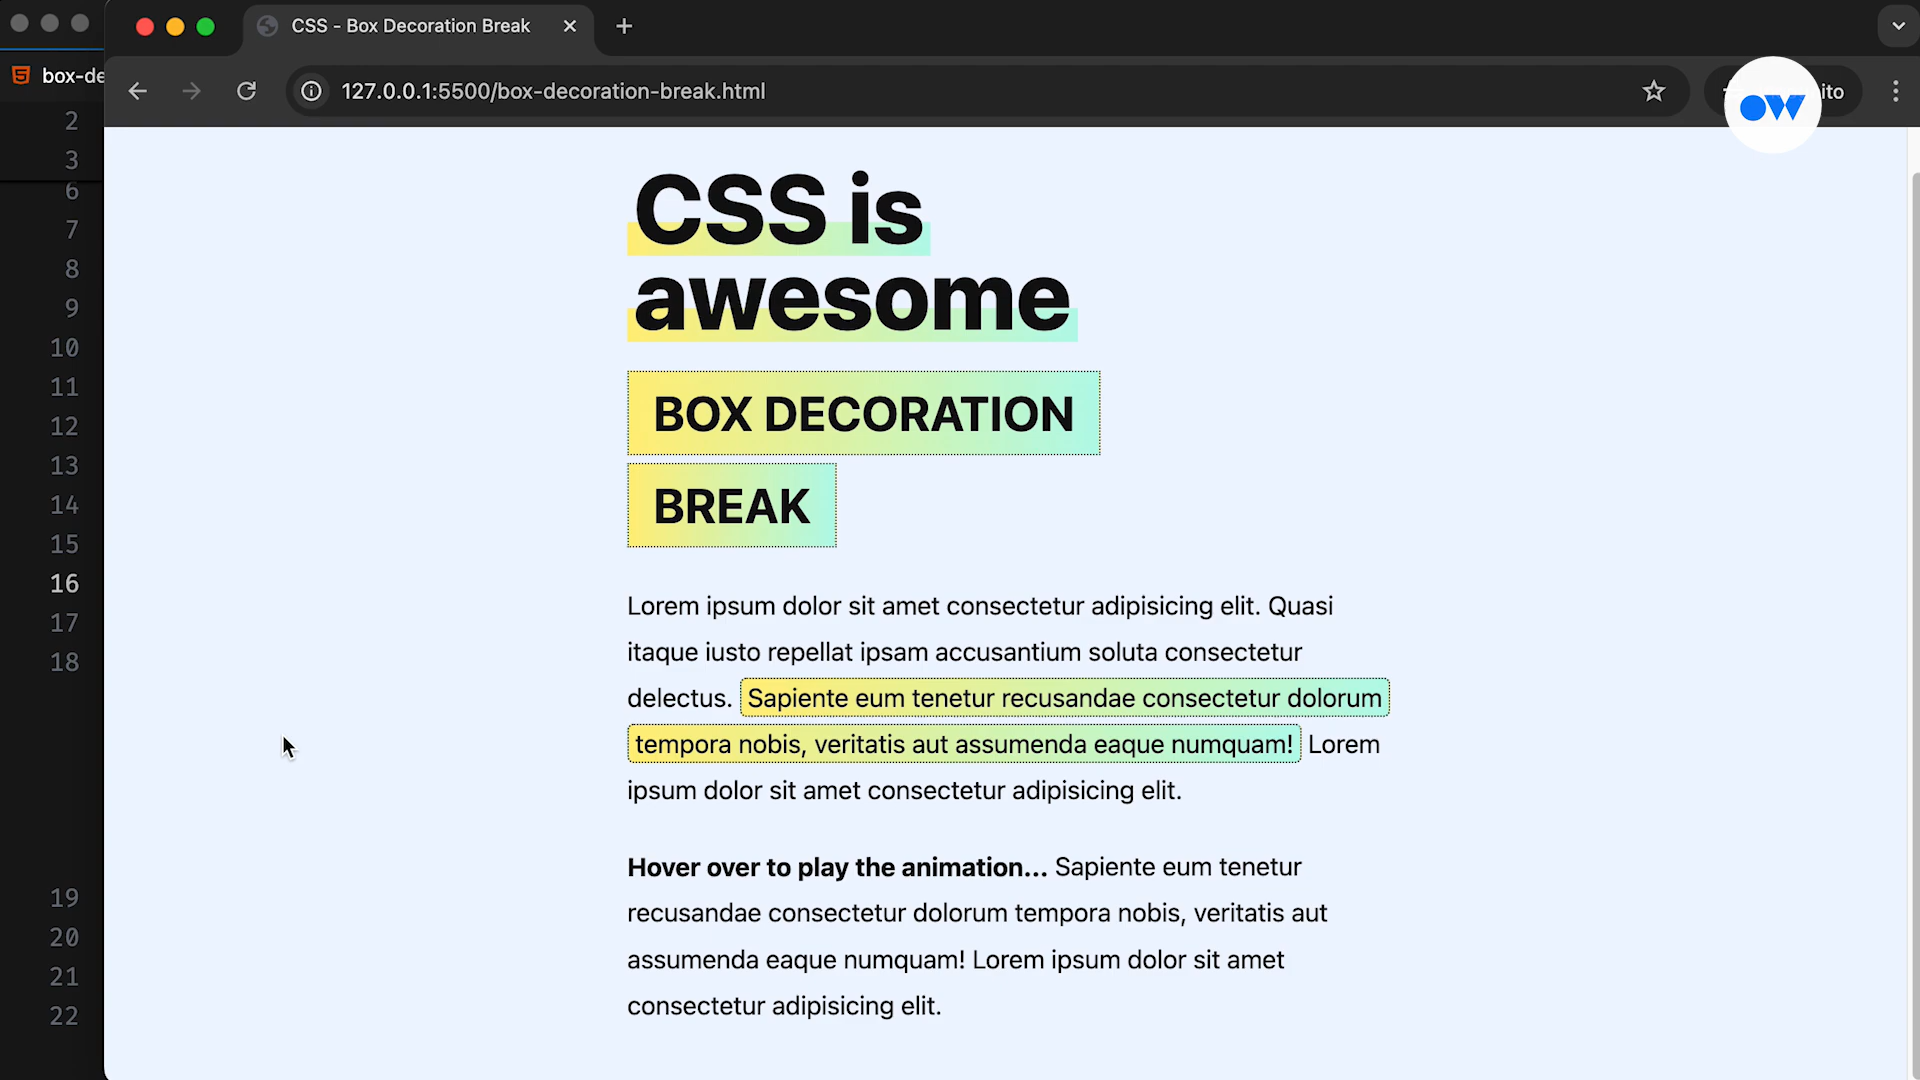 CSS - Box Decoration Break
box-de
127.0.0.1:5500/box-decoration-break.html
ito
OW
2
3
6
7
8
9
10
11
12
13
14
15
16
17
18
19
20
21
22
CSS is
awesome
BOX DECORATION
BREAK
Lorem ipsum dolor sit amet consectetur adipisicing elit. Quasi
itaque iusto repellat ipsam accusantium soluta consectetur
delectus. Sapiente eum tenetur recusandae consectetur dolorum
tempora nobis, veritatis aut assumenda eaque numquam! Lorem
ipsum dolor sit amet consectetur adipisicing elit.
Hover over to play the animation... Sapiente eum tenetur
recusandae consectetur dolorum tempora nobis, veritatis aut
assumenda eaque numquam! Lorem ipsum dolor sit amet
consectetur adipisicing elit.